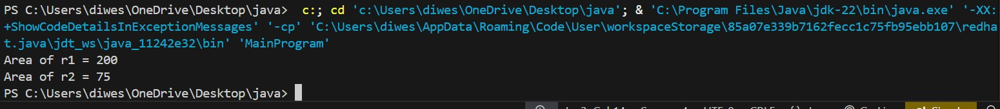 PS C:\Users\diwes\OneDrive\Desktop\java>  c:; cd 'c:\Users\diwes\OneDrive\Desktop\java'; & 'C:\Program Files\Java\jdk-22\bin\java.exe' '-XX:
+ShowCodeDetailsInExceptionMessages' '-cp' 'C:\Users\diwes\AppData\Roaming\Code\User\workspaceStorage\85a07e339b7162fecc1c75fb95ebb107\redha
t.java\jdt_ws\java_11242e32\bin' 'MainProgram'
Area of r1 = 200
Area of r2 = 75
PS C:\Users\diwes\OneDrive\Desktop\java>